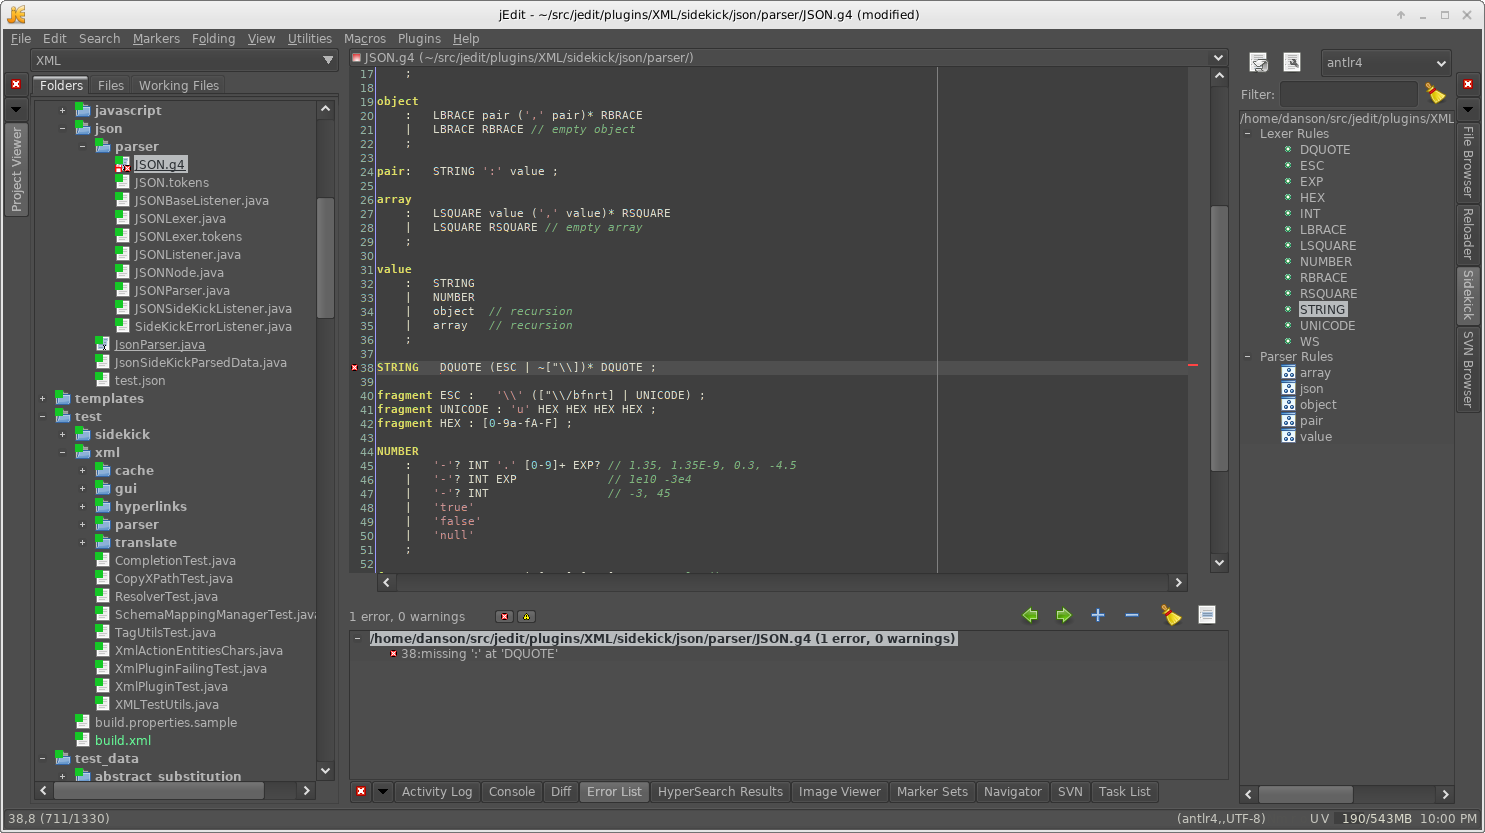 jEdit - ~/src/jedit/plugins/XML/sidekick/json/parser/JSON.g4 (modified)
File Edit Search Markers Folding View Utilities Macros Plugins Help
XML
Folders Files Working Files
Project Viewer
javascript
json
parser
JSON.g4
JSON.tokens
JSONBaseListener.java
JSONLexer.java
JSONLexer.tokens
JSONListener.java
JSONNode.java
JSONParser.java
JSONSideKickListener.java
SideKickErrorListener.java
JsonParser.java
JsonSideKickParsedData.java
test.json
templates
test
sidekick
xml
cache
gui
hyperlinks
parser
translate
CompletionTest.java
CopyXPathTest.java
ResolverTest.java
SchemaMappingManagerTest.java
TagUtilsTest.java
XmlActionEntitiesChars.java
XmlPluginFailingTest.java
XmlPluginTest.java
XMLTestUtils.java
build.properties.sample
build.xml
test_data
abstract_substitution
JSON.g4 (~/src/jedit/plugins/XML/sidekick/json/parser/)
17 ;
18
19 object
20 : LBRACE pair (',' pair)* RBRACE
21 | LBRACE RBRACE // empty object
22 ;
23
24 pair: STRING ':' value ;
25
26 array
27 : LSQUARE value (',' value)* RSQUARE
28 | LSQUARE RSQUARE // empty array
29 ;
30
31 value
32 : STRING
33 | NUMBER
34 | object // recursion
35 | array // recursion
36 ;
37
38 STRING DQUOTE (ESC | ~["\\])* DQUOTE ;
39
40 fragment ESC : '\\' (["\\/bfnrt] | UNICODE) ;
41 fragment UNICODE : 'u' HEX HEX HEX HEX ;
42 fragment HEX : [0-9a-fA-F] ;
43
44 NUMBER
45 : '-'? INT '.' [0-9]+ EXP? // 1.35, 1.35E-9, 0.3, -4.5
46 | '-'? INT EXP // 1e10 -3e4
47 | '-'? INT // -3, 45
48 | 'true'
49 | 'false'
50 | 'null'
51 ;
52
1 error, 0 warnings
/home/danson/src/jedit/plugins/XML/sidekick/json/parser/JSON.g4 (1 error, 0 warnings)
38:missing ':' at 'DQUOTE'
Activity Log Console Diff Error List HyperSearch Results Image Viewer Marker Sets Navigator SVN Task List
antlr4
Filter:
/home/danson/src/jedit/plugins/XML
Lexer Rules
DQUOTE
ESC
EXP
HEX
INT
LBRACE
LSQUARE
NUMBER
RBRACE
RSQUARE
STRING
UNICODE
WS
Parser Rules
array
json
object
pair
value
File Browser
Reloader
Sidekick
SVN Browser
38,8 (711/1330) (antlr4,,UTF-8) U V 190/543MB 10:00 PM